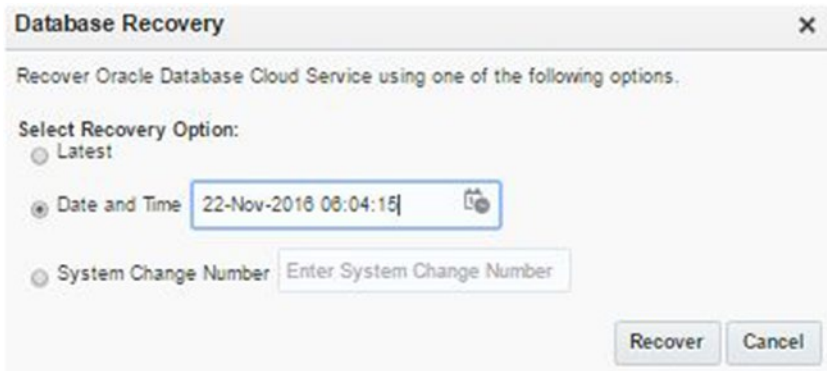 Database Recovery
Recover Oracle Database Cloud Service using one of the following options.
Select Recovery Option:
Latest
Date and Time 22-Nov-2016 06:04:15
System Change Number Enter System Change Number
Recover Cancel